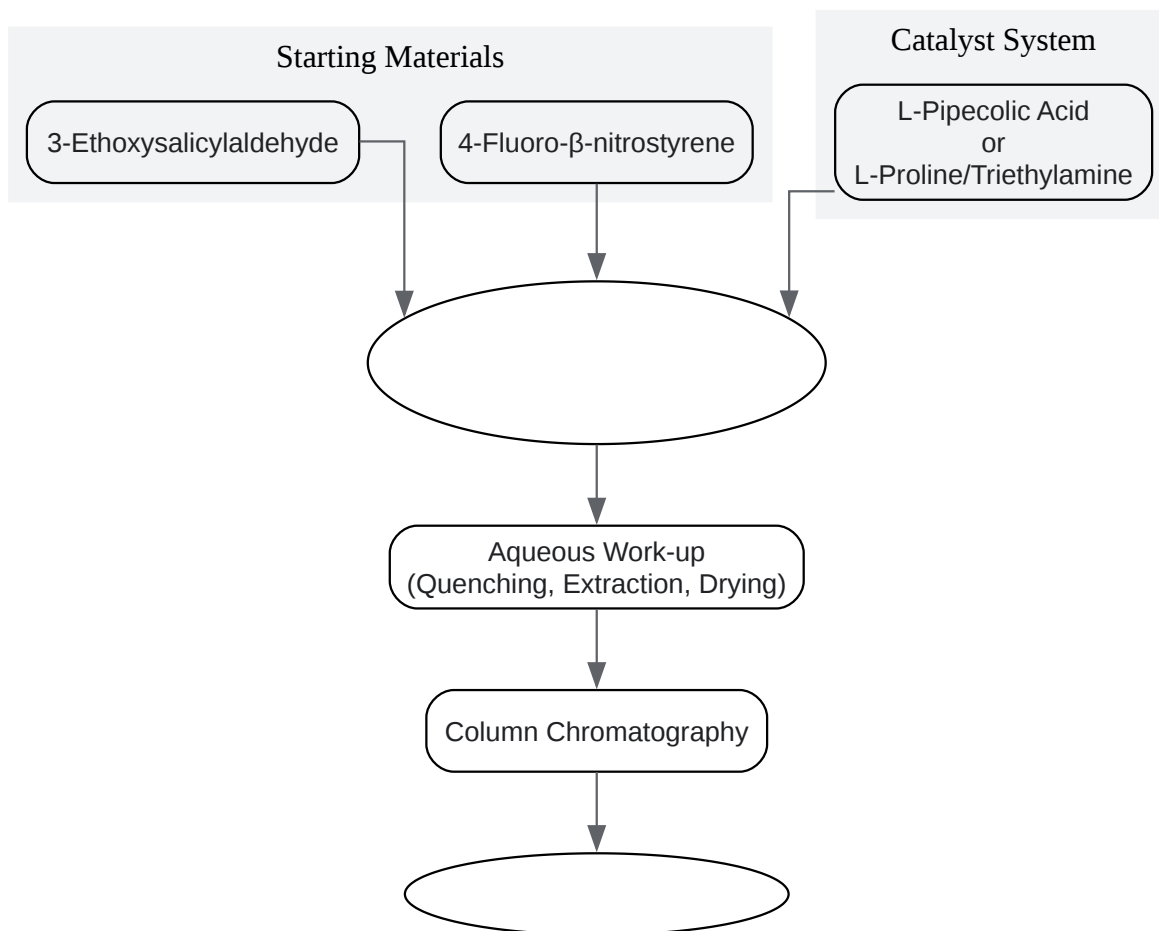 Starting Materials
Catalyst System
3-Ethoxysalicylaldehyde
4-Fluoro-β-nitrostyrene
L-Pipecolic Acid
or
L-Proline/Triethylamine
Aqueous Work-up
(Quenching, Extraction, Drying)
Column Chromatography